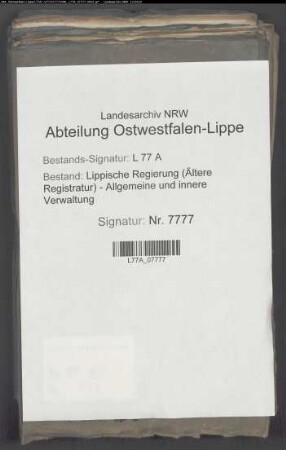 Landesarchiv NRW
Abteilung Ostwestfalen-Lippe
Bestands-Signatur: L 77 A
Bestand: Lippische Regierung (Ältere
Registratur) - Allgemeine und innere
Verwaltung
Signatur: Nr. 7777
L77A_07777